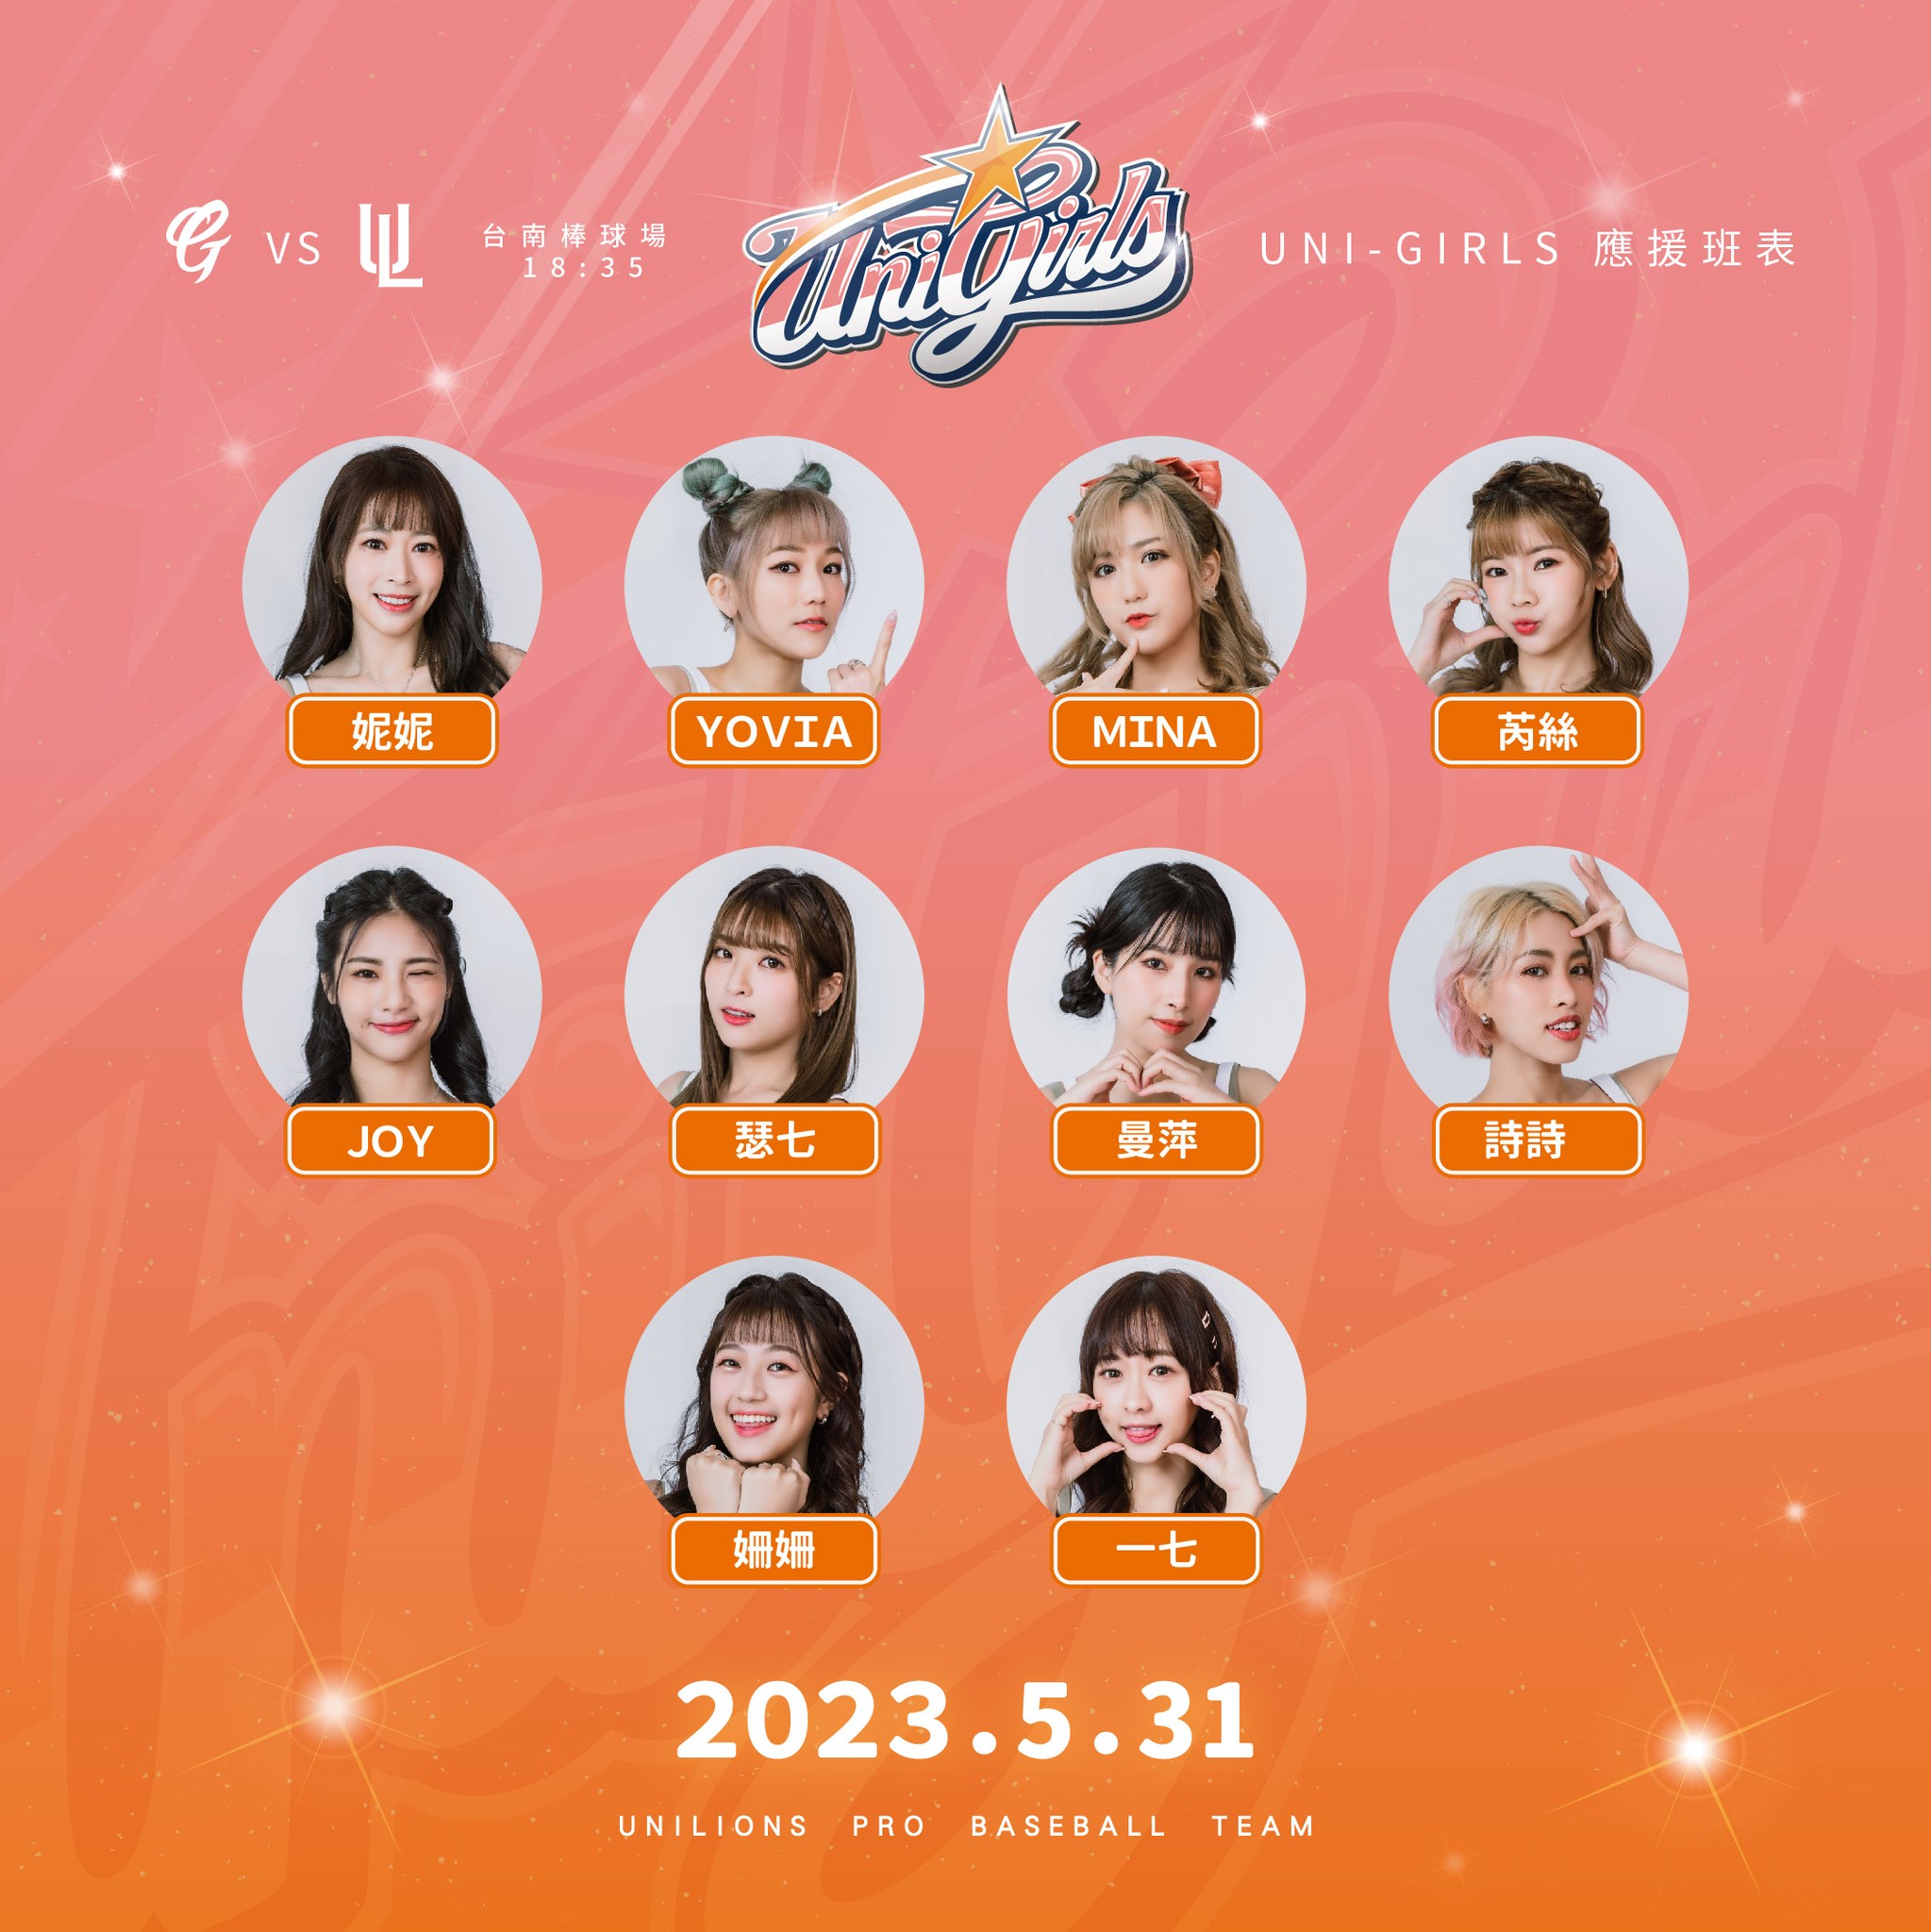 G VS UL
台南棒球場
18:35
UniGirls
UNI-GIRLS 應援班表
妮妮
YOVIA
MINA
芮絲
JOY
瑟七
曼萍
詩詩
姍姍
一七
2023.5.31
UNILIONS PRO BASEBALL TEAM